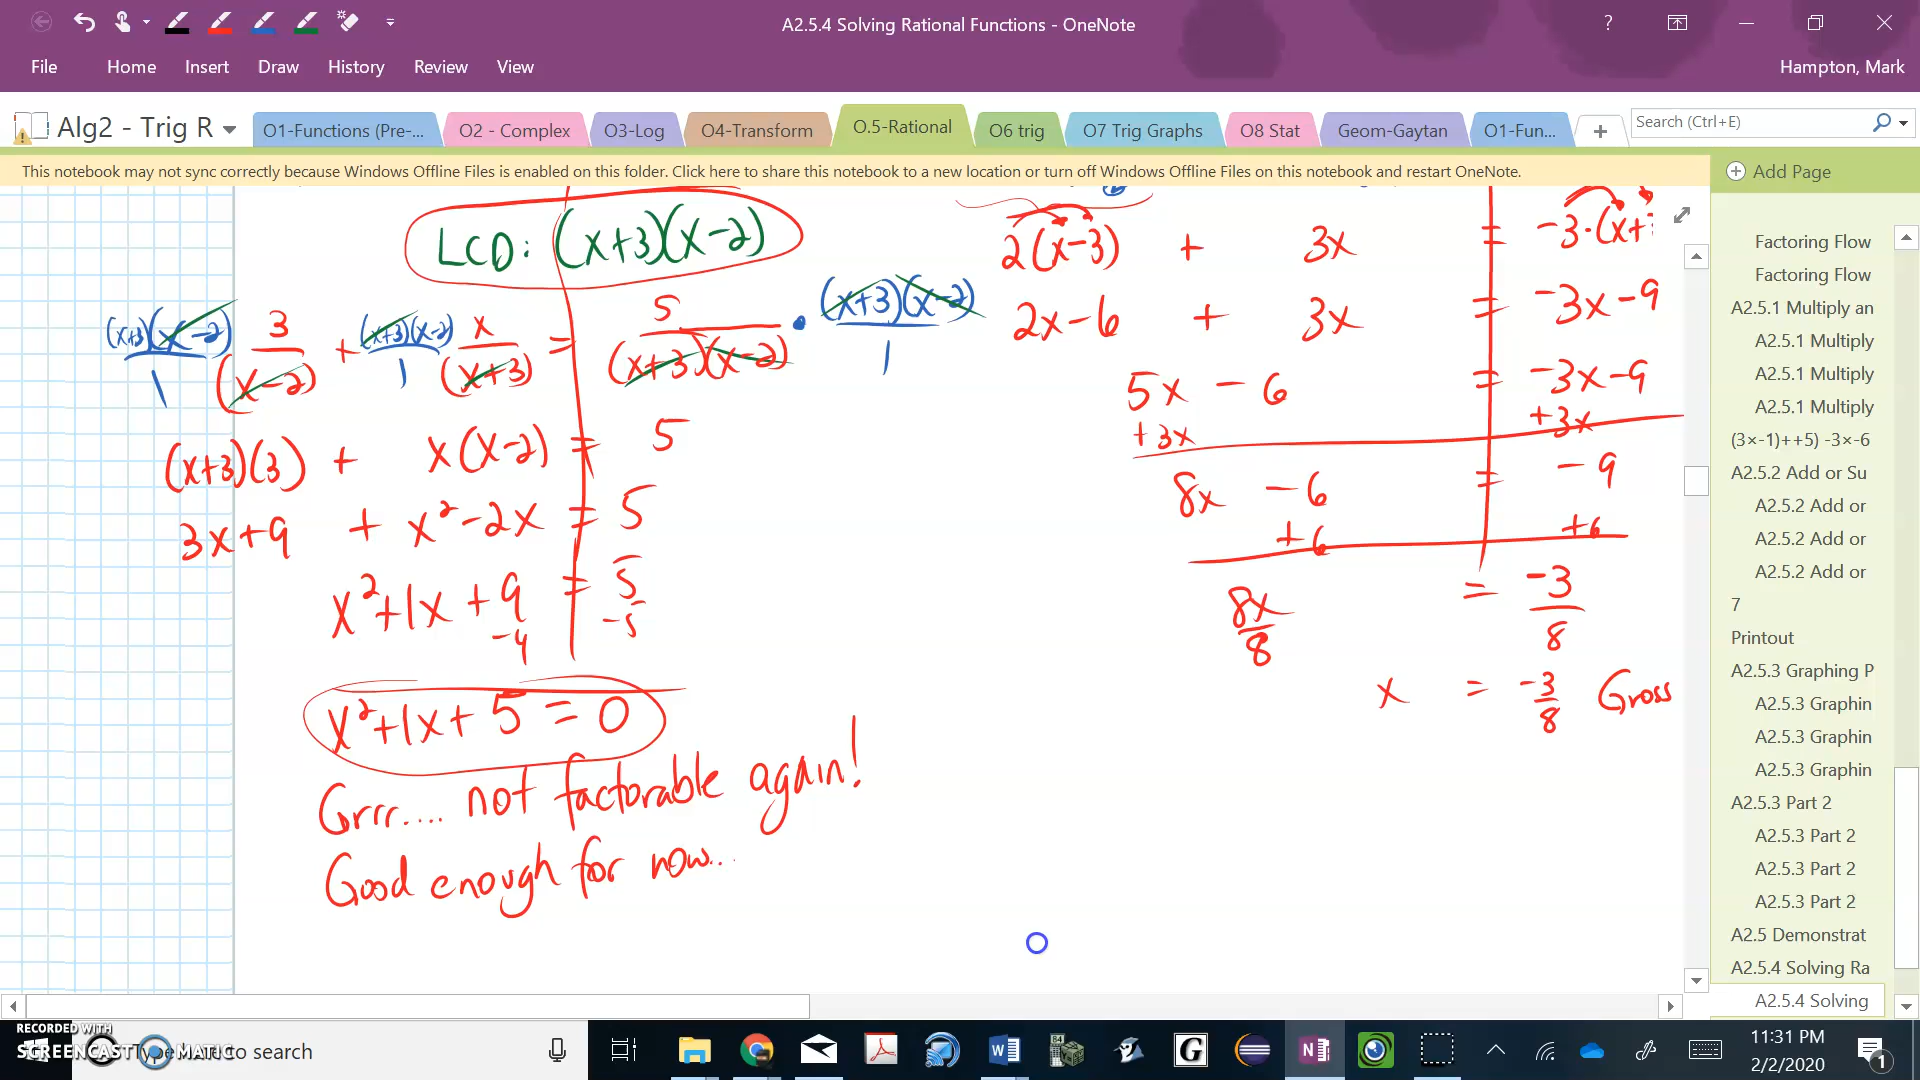 A2.5.4 Solving Rational Functions - OneNote
File Home Insert Draw History Review View
Hampton, Mark
Alg2 - Trig R
O1-Functions (Pre-... O2 - Complex O3-Log O4-Transform O.5-Rational O6 trig O7 Trig Graphs O8 Stat Geom-Gaytan O1-Fun...
Search (Ctrl+E)
This notebook may not sync correctly because Windows Offline Files is enabled on this folder. Click here to share this notebook to a new location or turn off Windows Offline Files on this notebook and restart OneNote.
LCD: (x+3)(x-2)
(x+3)(x-2)/1 3/(x-2) + (x+3)(x-2)/1 x/(x+3) = 5/((x+3)(x-2)) • (x+3)(x-2)/1
(x+3)(3) + x(x-2) = 5
3x+9 + x²-2x = 5
x²+1x+9 = 5
-4 -5
x²+1x+5 = 0
Grrr.... not factorable again!
Good enough for now...
2(x-3) + 3x = -3·(x+
2x-6 + 3x = -3x-9
5x - 6 = -3x-9
+3x +3x
8x - 6 = -9
+6 +6
8x/8 = -3/8
x = -3/8 Gross
Add Page
Factoring Flow
Factoring Flow
A2.5.1 Multiply an
A2.5.1 Multiply
A2.5.1 Multiply
A2.5.1 Multiply
(3×-1)++5) -3×-6
A2.5.2 Add or Su
A2.5.2 Add or
A2.5.2 Add or
A2.5.2 Add or
7
Printout
A2.5.3 Graphing P
A2.5.3 Graphin
A2.5.3 Graphin
A2.5.3 Graphin
A2.5.3 Part 2
A2.5.3 Part 2
A2.5.3 Part 2
A2.5.3 Part 2
A2.5 Demonstrat
A2.5.4 Solving Ra
A2.5.4 Solving
RECORDED WITH
SCREENCAST MATIC
to search
11:31 PM
2/2/2020
1